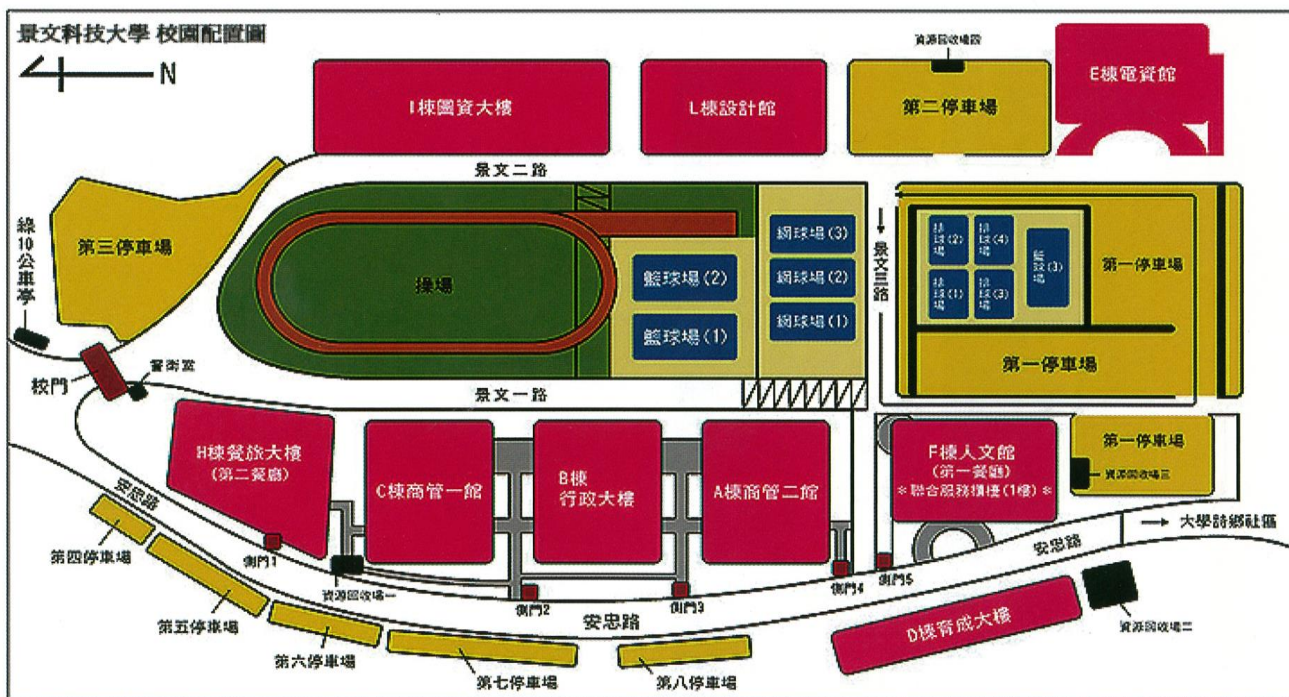 景文科技大學 校園配置圖
N
資源回收場四
E棟電資館
I棟圖資大樓
L棟設計館
第二停車場
景文二路
綠10公車亭
第三停車場
操場
籃球場(2)
籃球場(1)
網球場(3)
網球場(2)
網球場(1)
景文三路
排球場(2)
排球場(4)
排球場(1)
排球場(3)
籃球場(3)
第一停車場
第一停車場
校門
警衛室
景文一路
H棟餐旅大樓
(第二餐廳)
C棟商管一館
B棟
行政大樓
A棟商管二館
F棟人文館
(第一餐廳)
*聯合服務櫃檯(1樓)*
第一停車場
資源回收場三
大學詩鄉社區
安忠路
安忠路
安忠路
側門1
資源回收場一
側門2
側門3
側門4
側門5
第四停車場
第五停車場
第六停車場
第七停車場
第八停車場
D棟育成大樓
資源回收場二